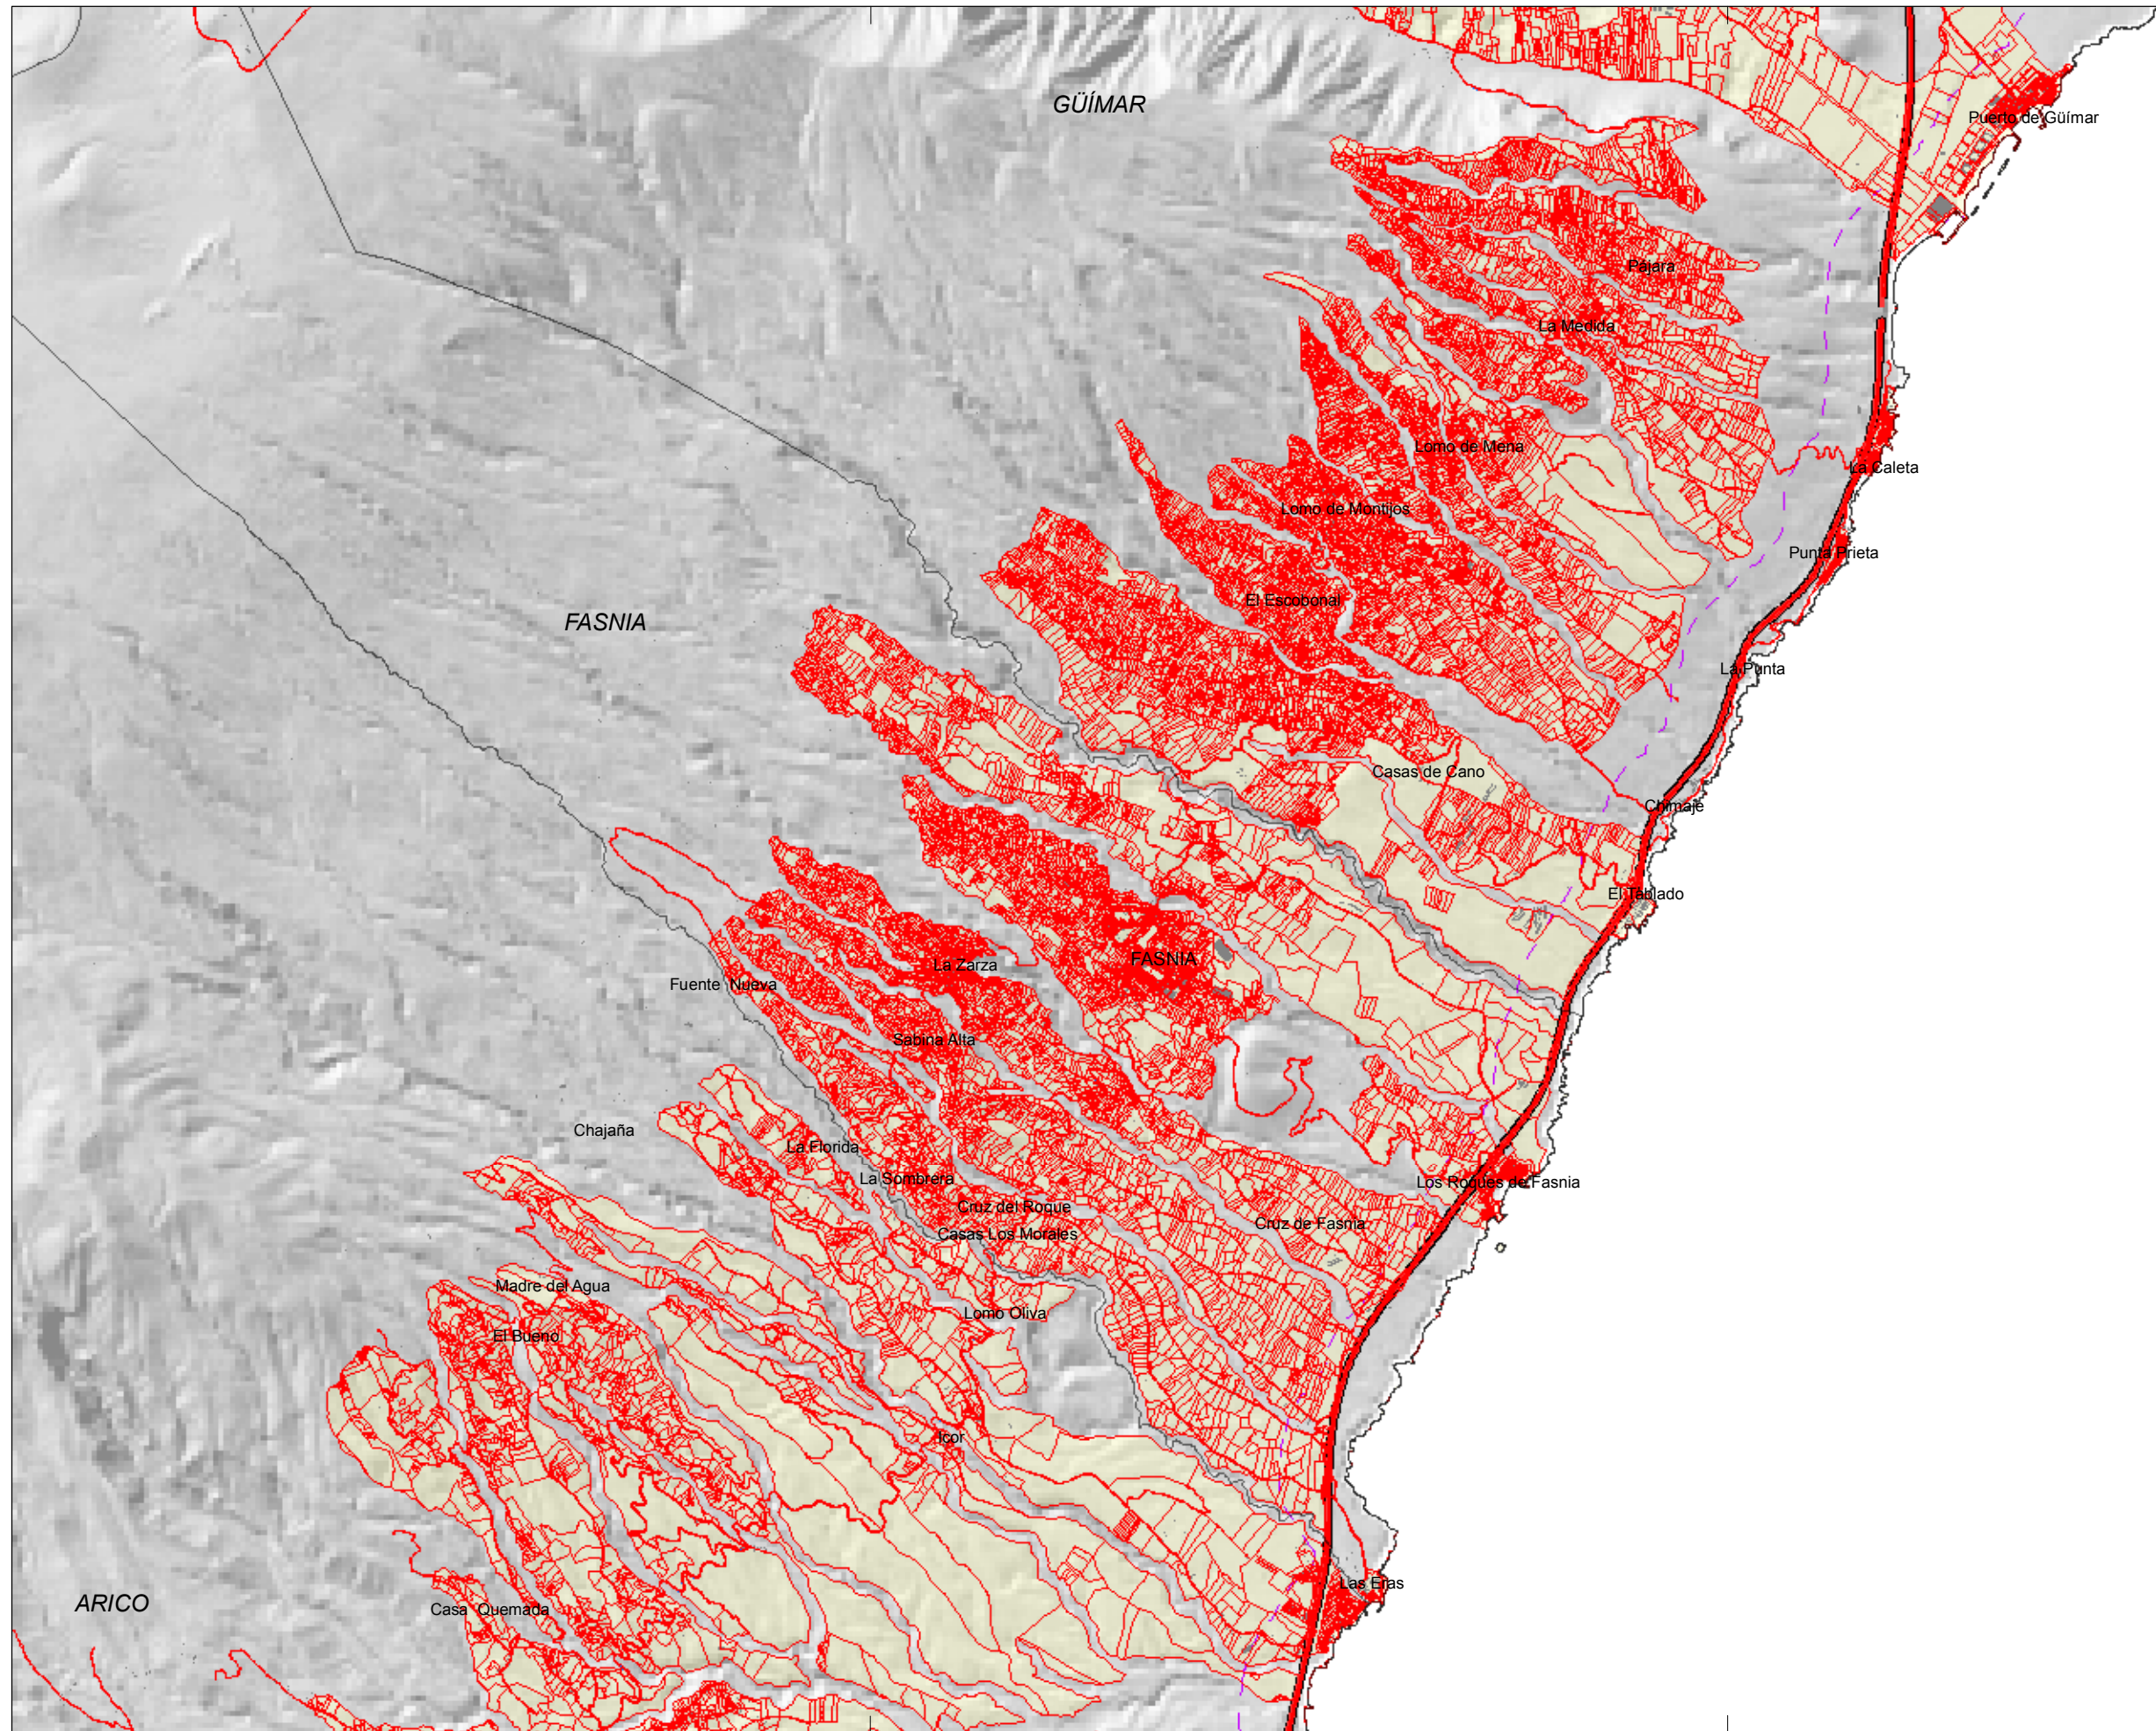 GÜÍMAR
Puerto de Güímar
Pájara
La Medida
Lomo de Mena
La Caleta
Lomo de Montijos
Punta Prieta
El Escobonal
FASNIA
La Punta
Casas de Cano
Chimaje
El Tablado
FASNIA
La Zarza
Fuente Nueva
Sabina Alta
Chajaña
La Florida
La Sombrera
Los Roques de Fasnia
Cruz del Roque
Cruz de Fasnia
Casas Los Morales
Madre del Agua
Lomo Oliva
El Bueno
Icor
Las Eras
ARICO
Casa Quemada